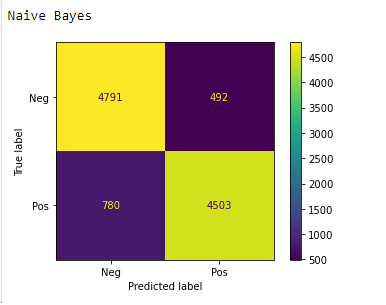 Naive Bayes
Neg
Pos
True label
4791
492
780
4503
Neg
Pos
Predicted label
4500
4000
3500
3000
2500
2000
1500
1000
500